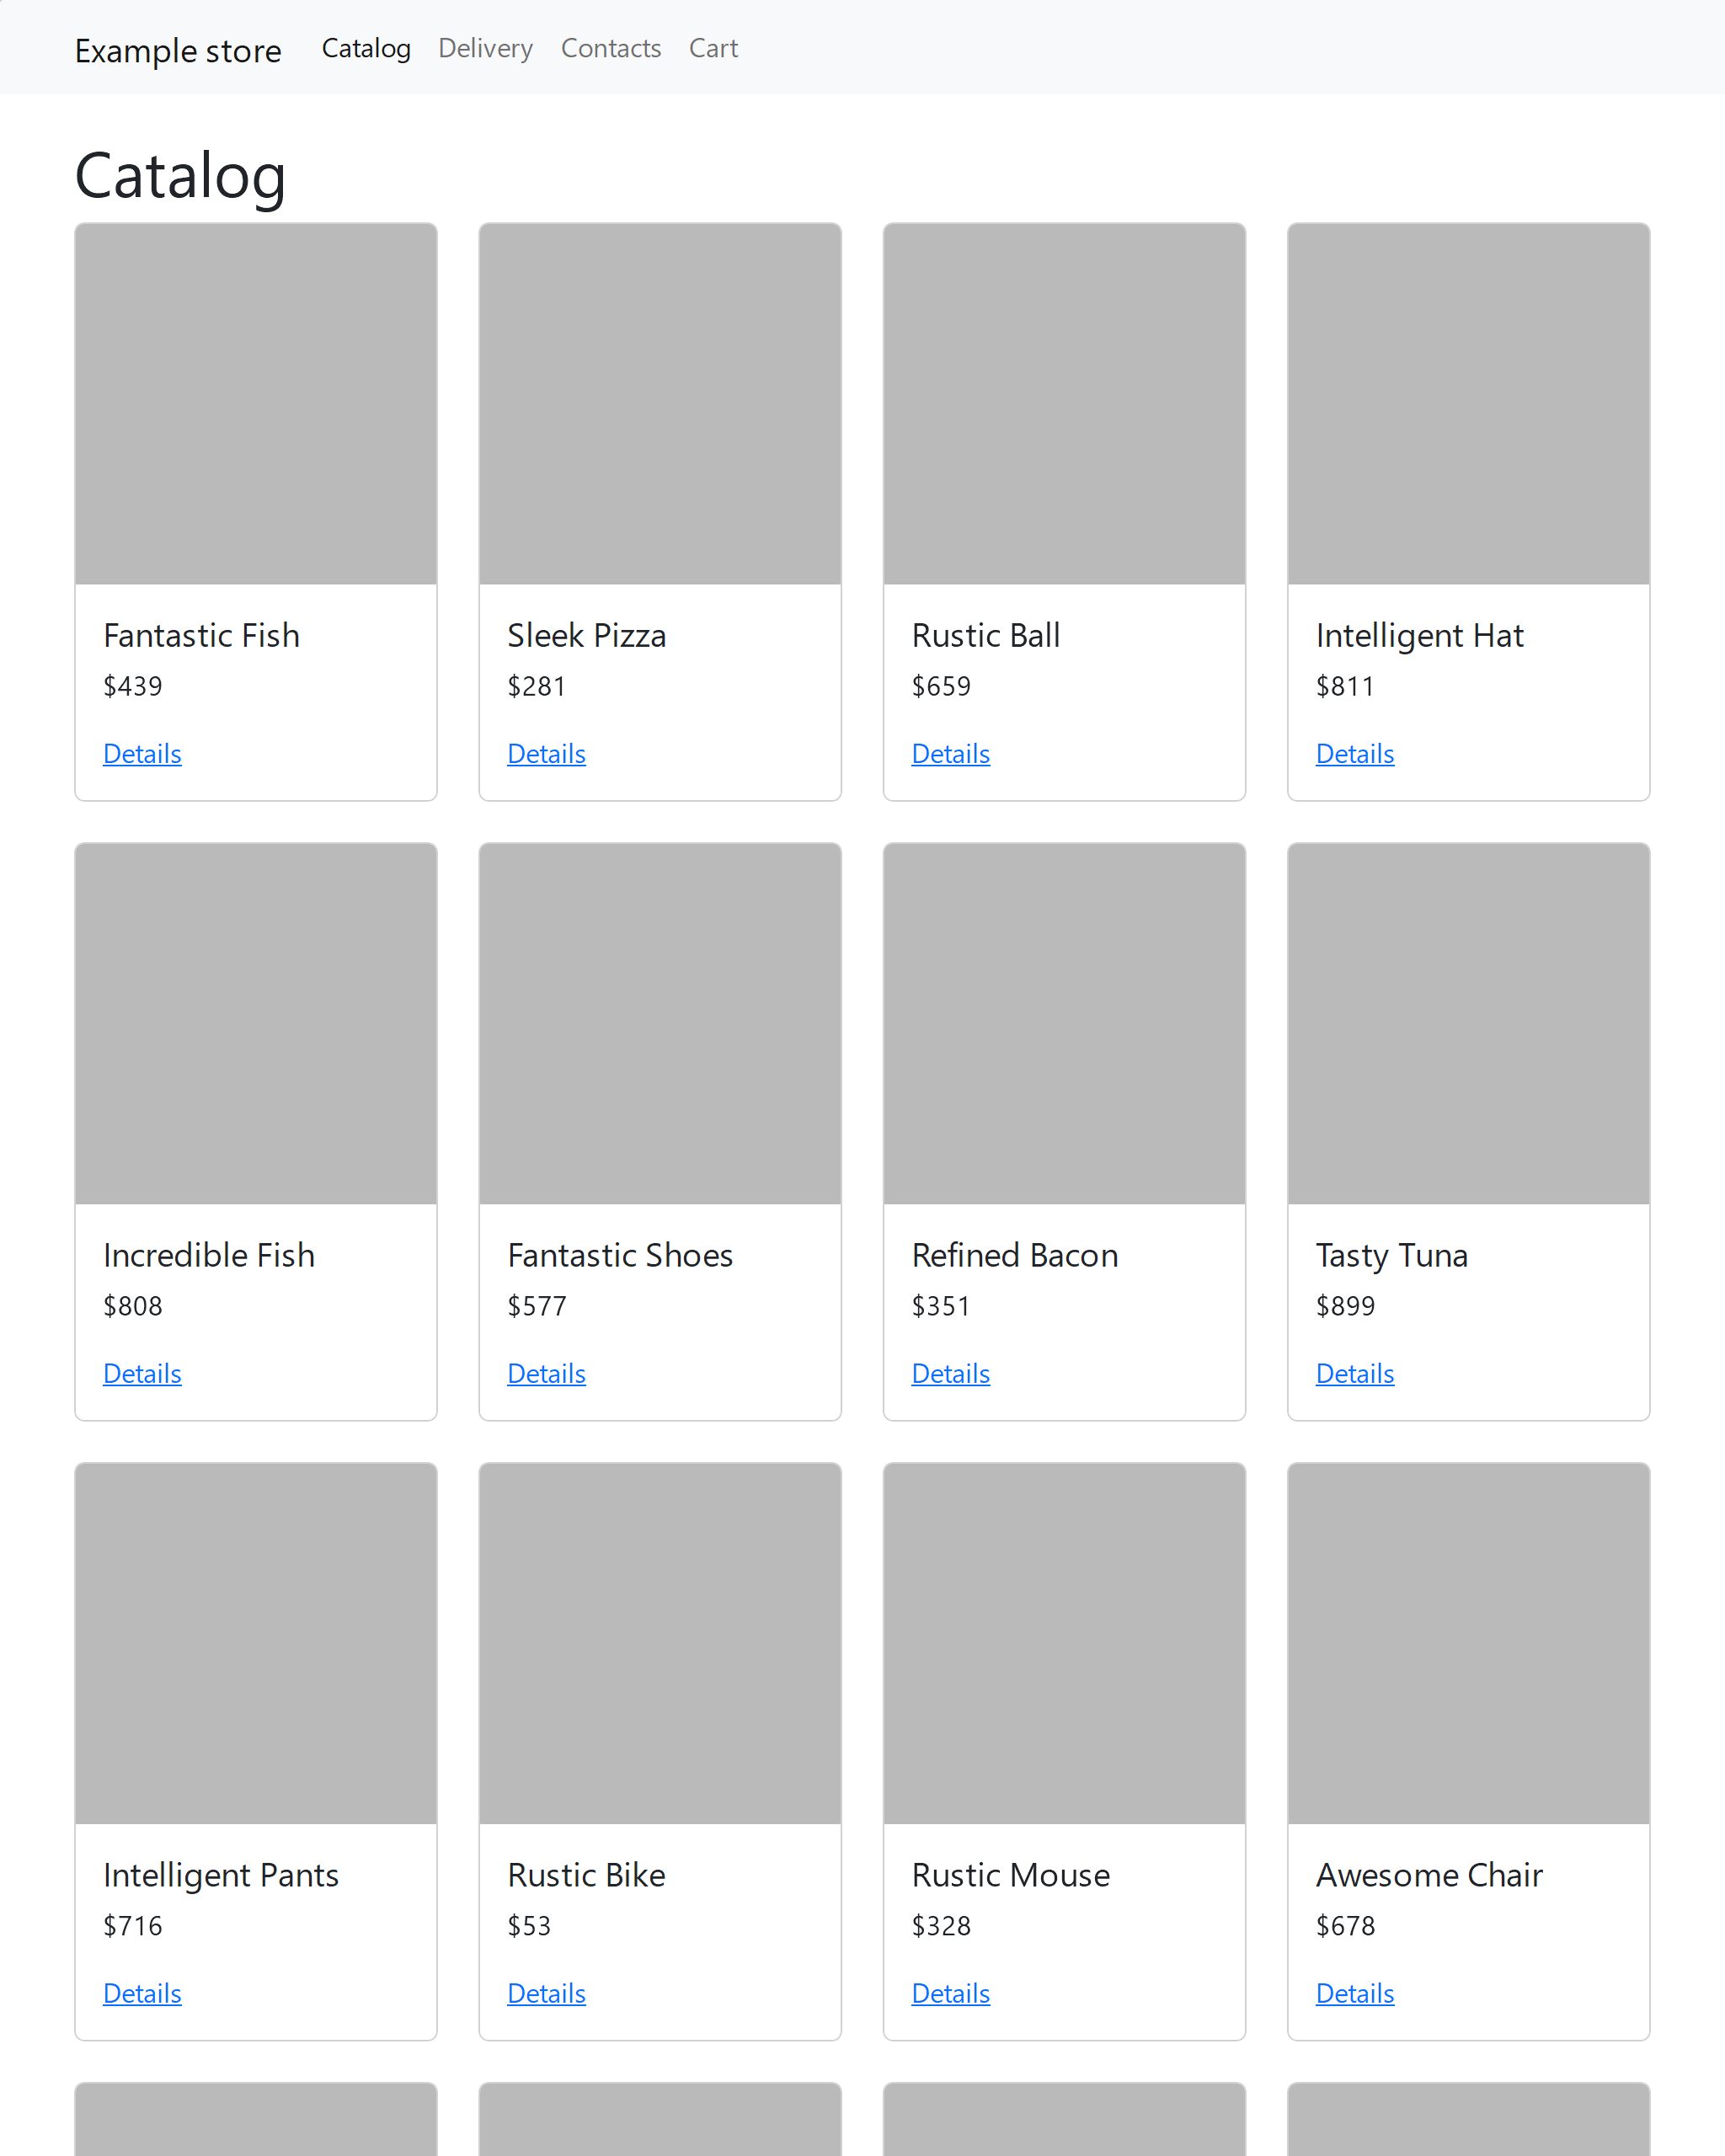 Example store Catalog Delivery Contacts Cart
Catalog
Fantastic Fish
$439
Details
Sleek Pizza
$281
Details
Rustic Ball
$659
Details
Intelligent Hat
$811
Details
Incredible Fish
$808
Details
Fantastic Shoes
$577
Details
Refined Bacon
$351
Details
Tasty Tuna
$899
Details
Intelligent Pants
$716
Details
Rustic Bike
$53
Details
Rustic Mouse
$328
Details
Awesome Chair
$678
Details